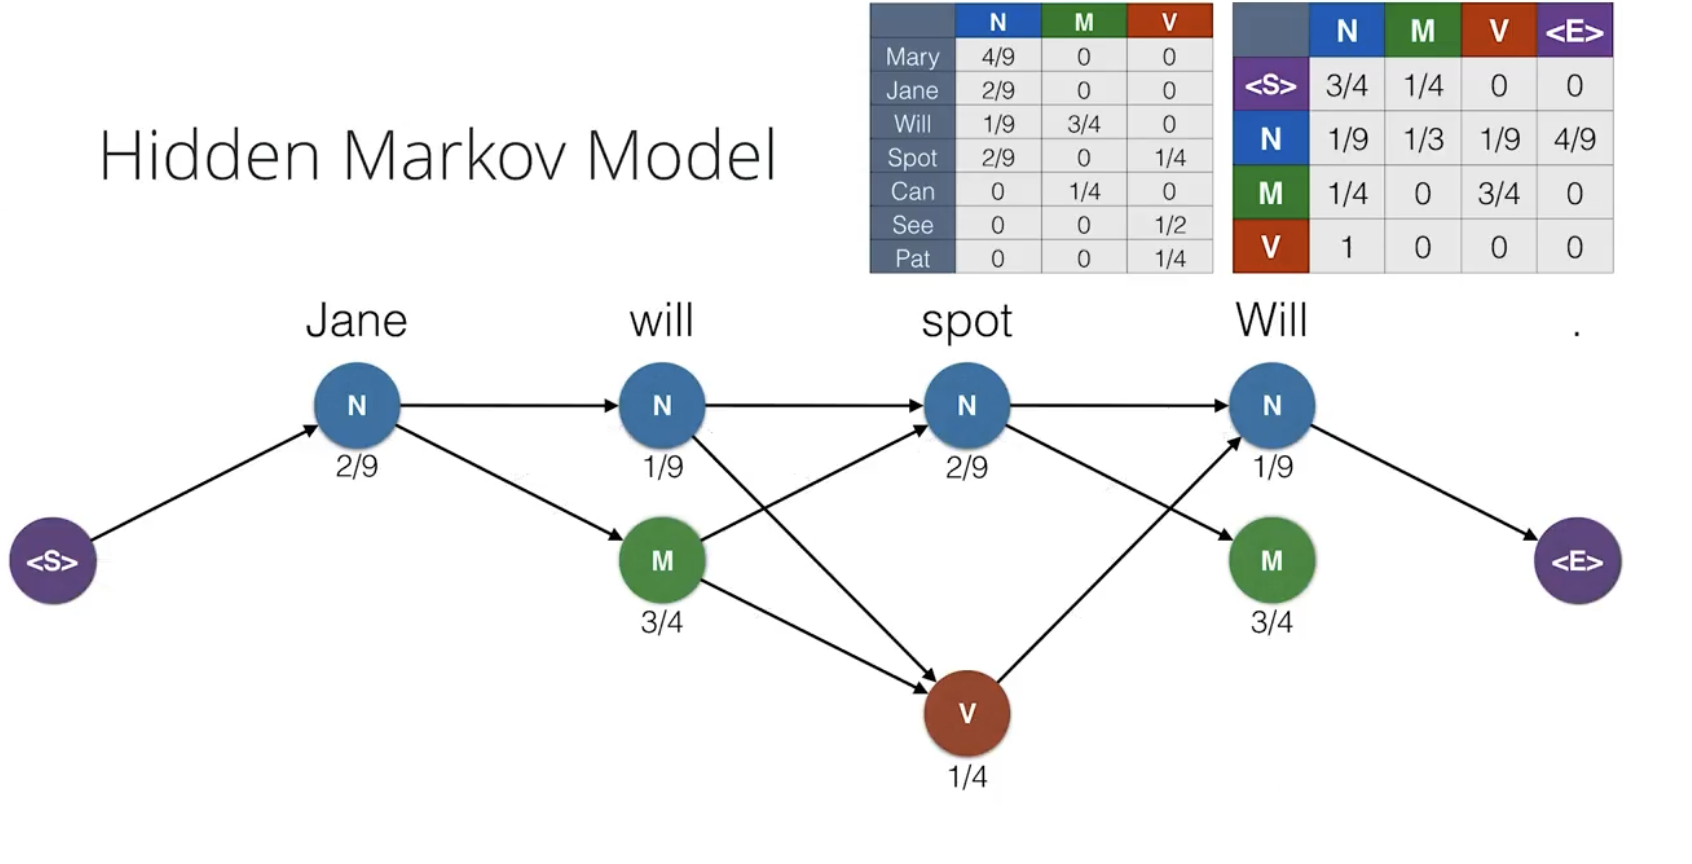 Hidden Markov Model
N M V
Mary 4/9 0 0
Jane 2/9 0 0
Will 1/9 3/4 0
Spot 2/9 0 1/4
Can 0 1/4 0
See 0 0 1/2
Pat 0 0 1/4
N M V <E>
<S> 3/4 1/4 0 0
N 1/9 1/3 1/9 4/9
M 1/4 0 3/4 0
V 1 0 0 0
Jane will spot Will .
N N N N
2/9 1/9 2/9 1/9
<S> M M <E>
3/4 3/4
V
1/4